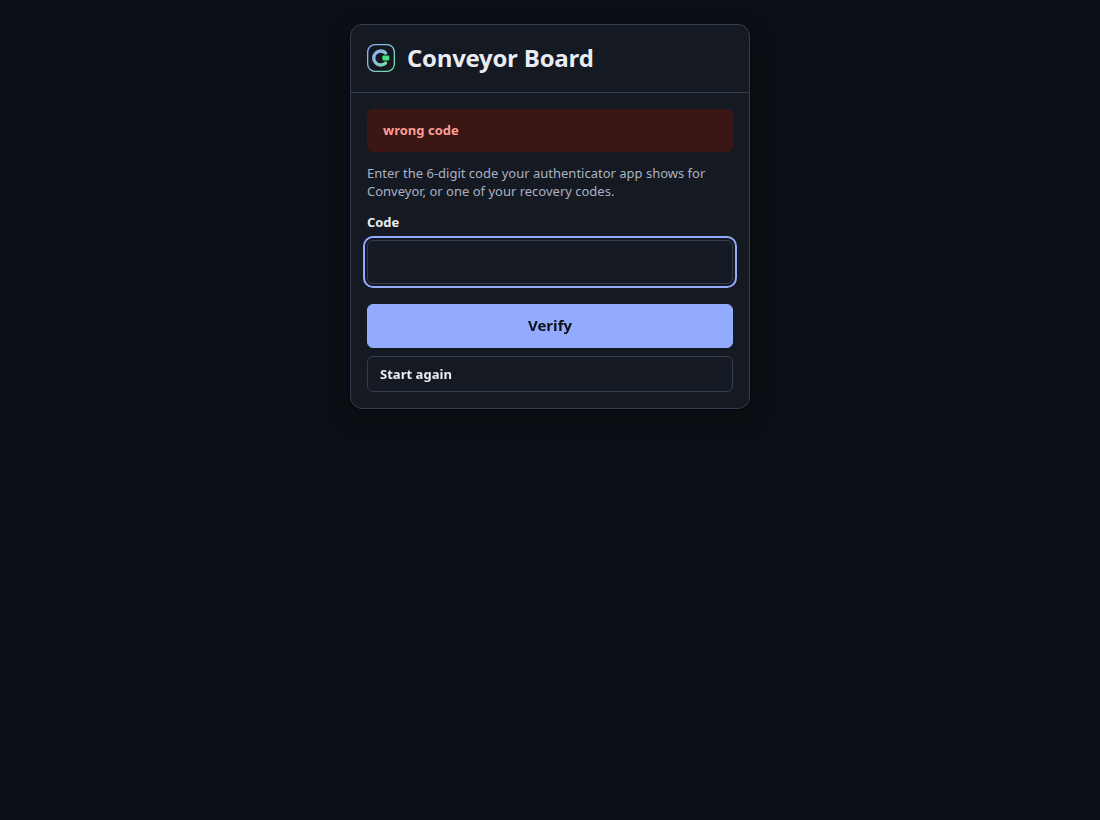 Conveyor Board
wrong code
Enter the 6-digit code your authenticator app shows for
Conveyor, or one of your recovery codes.
Code
Verify
Start again